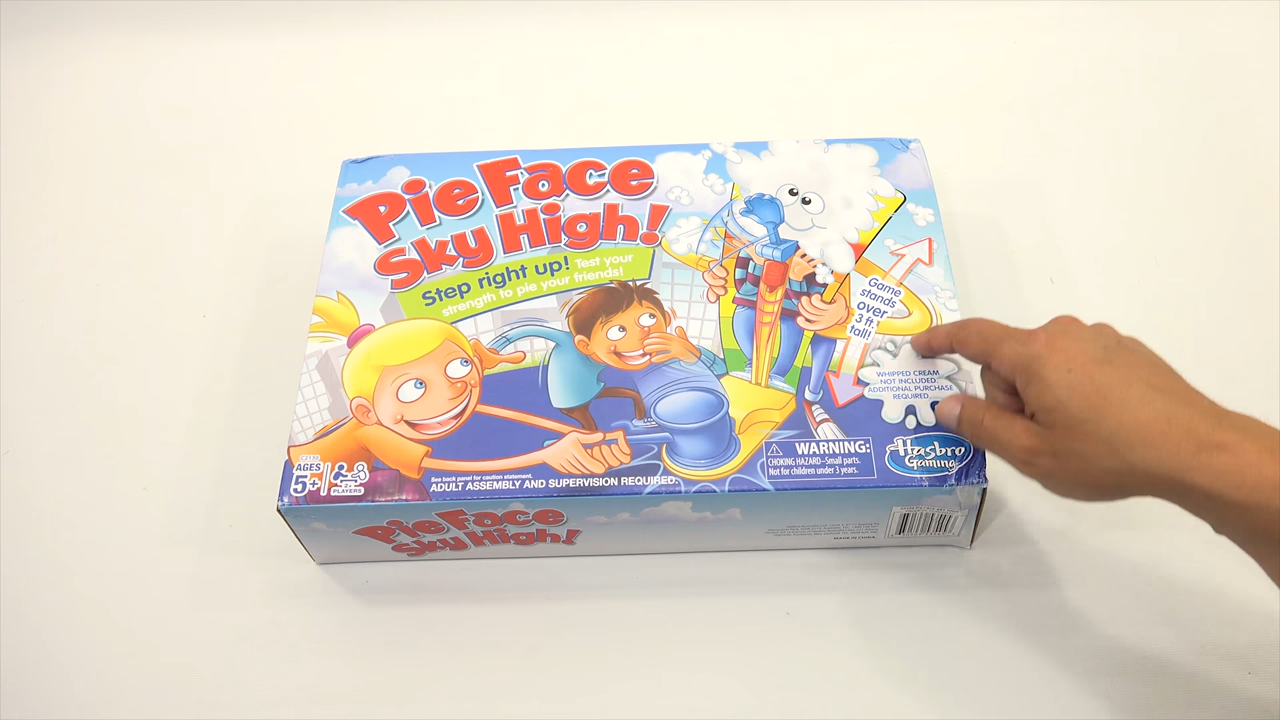 Pie Face
Sky High!
Step right up! Test your
strength to pie your friends!
Game
stands
over
3 ft.
tall!
WHIPPED CREAM
NOT INCLUDED.
ADDITIONAL PURCHASE
REQUIRED.
Hasbro
Gaming
WARNING:
CHOKING HAZARD–Small parts.
Not for children under 3 years.
AGES
5+
2+
PLAYERS
See back panel for caution statement.
ADULT ASSEMBLY AND SUPERVISION REQUIRED.
Pie Face
Sky High!
MADE IN CHINA.